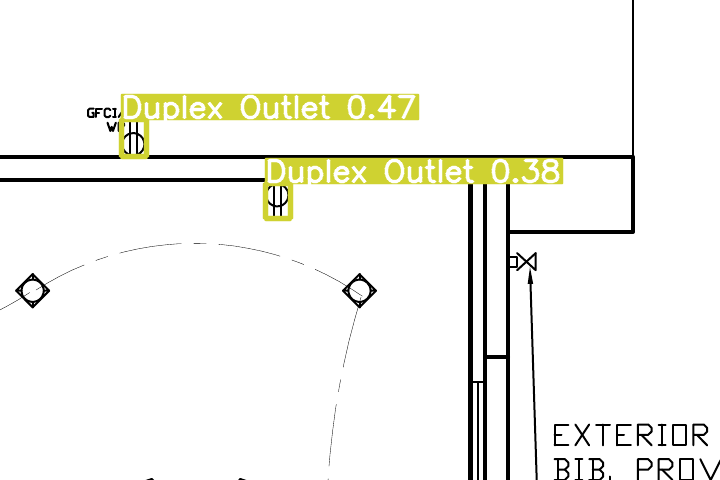 GFCI/
Duplex Outlet 0.47
Duplex Outlet 0.38
EXTERIOR
BIB. PROV